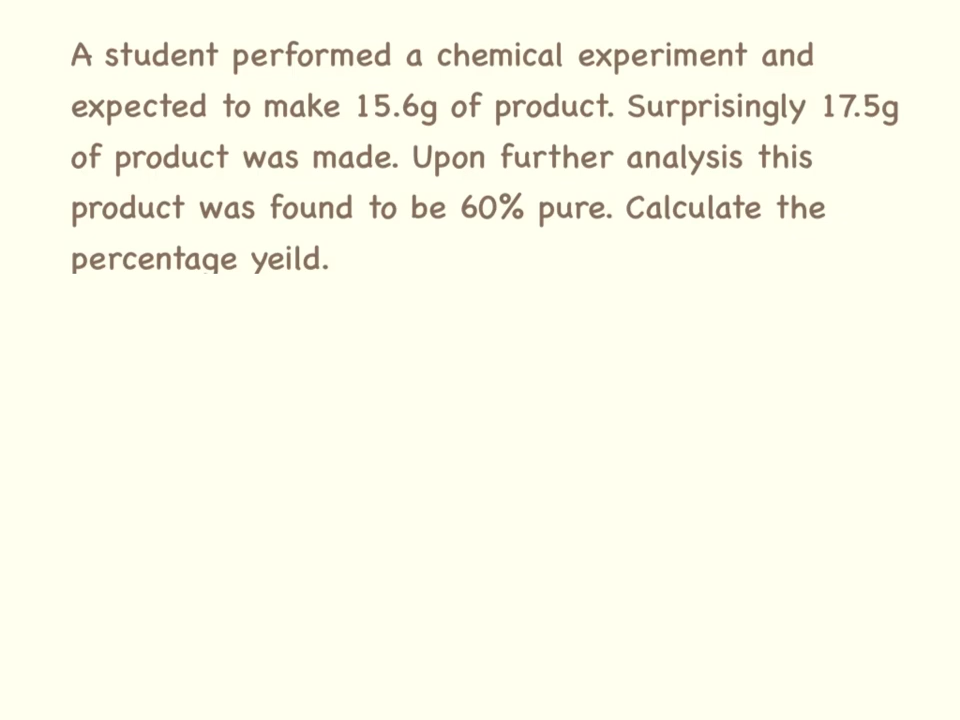 A student performed a chemical experiment and
expected to make 15.6g of product. Surprisingly 17.5g
of product was made. Upon further analysis this
product was found to be 60% pure. Calculate the
percentage yeild.